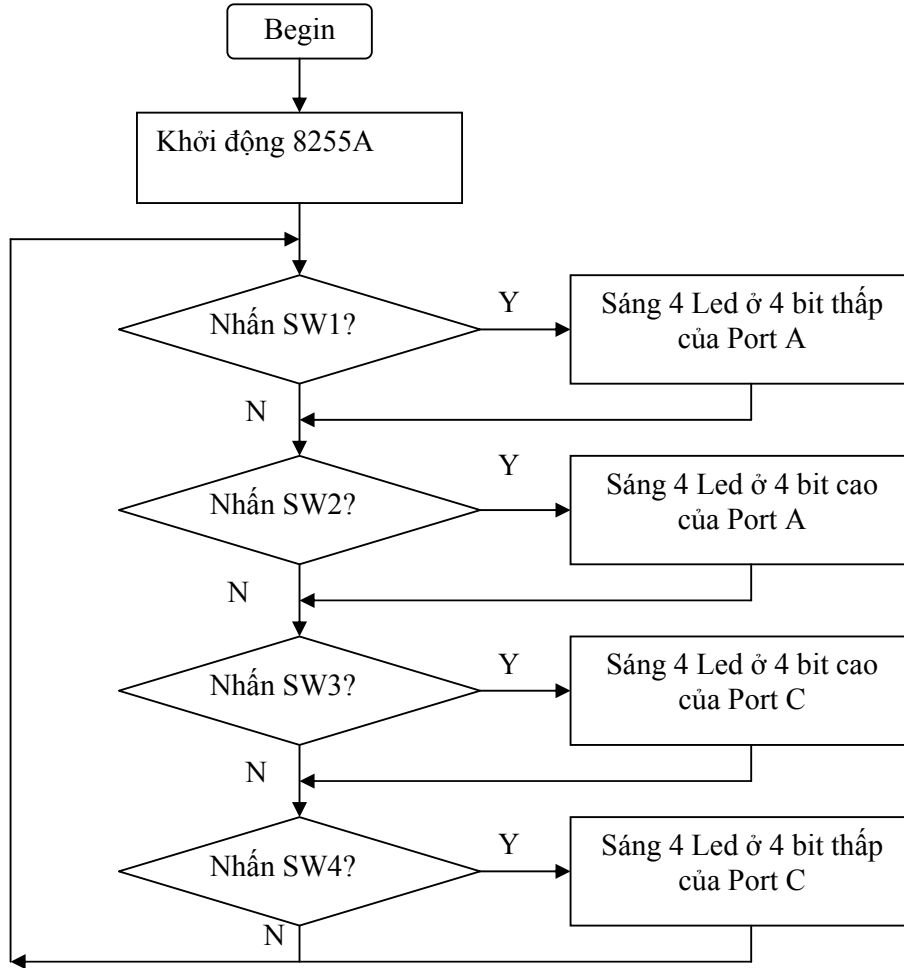 Begin
Khởi động 8255A
Nhấn SW1?
Y
Sáng 4 Led ở 4 bit thấp
của Port A
N
Nhấn SW2?
Y
Sáng 4 Led ở 4 bit cao
của Port A
N
Nhấn SW3?
Y
Sáng 4 Led ở 4 bit cao
của Port C
N
Nhấn SW4?
Y
Sáng 4 Led ở 4 bit thấp
của Port C
N